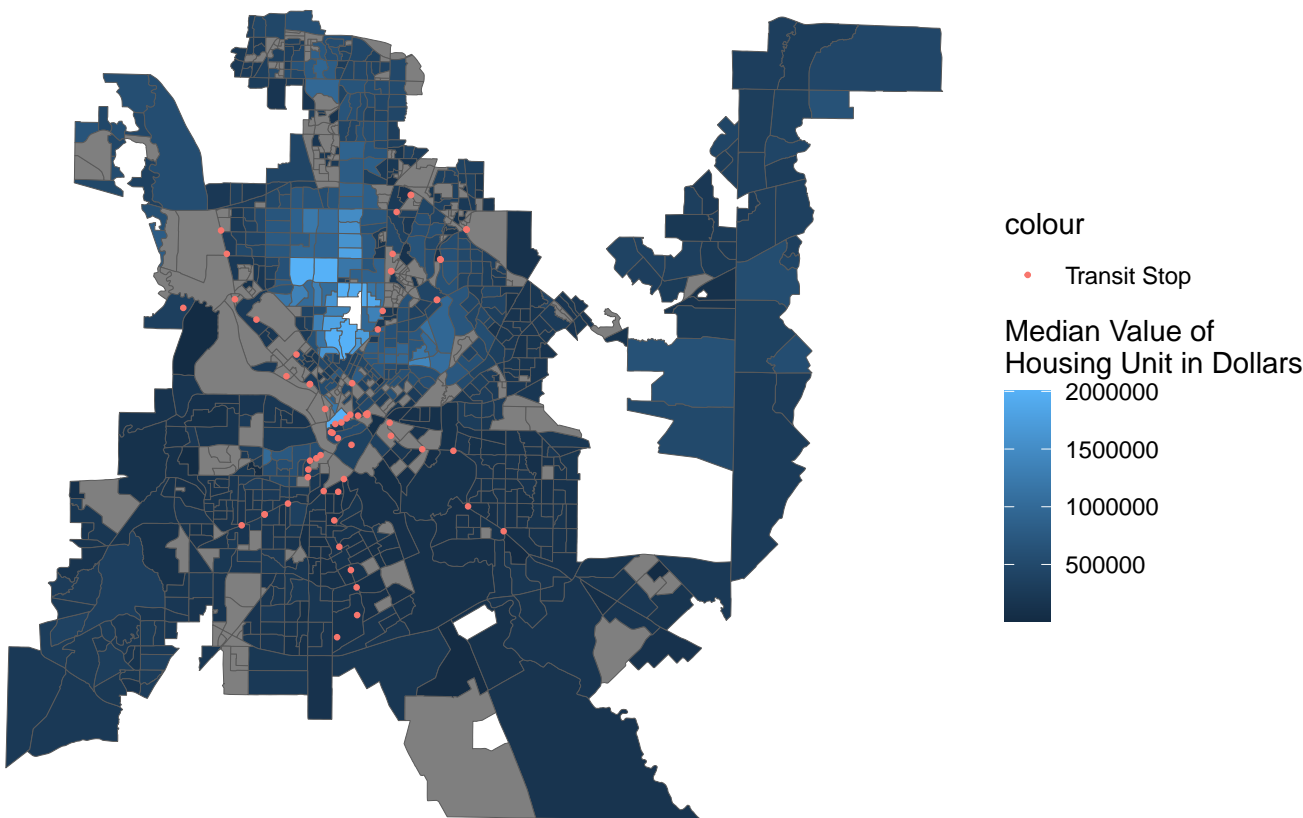 colour
Transit Stop
Median Value of
Housing Unit in Dollars
2000000
1500000
1000000
500000